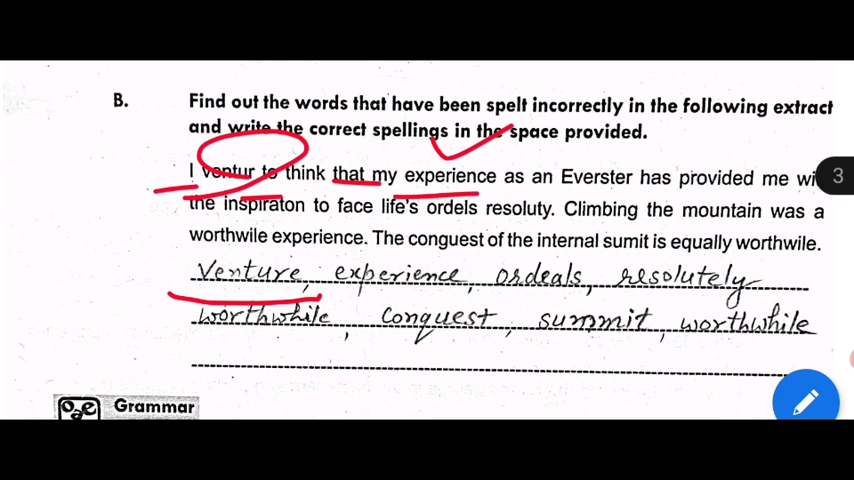 B. Find out the words that have been spelt incorrectly in the following extract
and write the correct spellings in the space provided.
I ventur to think that my experience as an Everster has provided me wi
3
the inspiraton to face life's ordels resoluty. Climbing the mountain was a
worthwile experience. The conguest of the internal sumit is equally worthwile.
Venture, experience, ordeals, resolutely
worthwhile, conquest, summit, worthwhile
Grammar